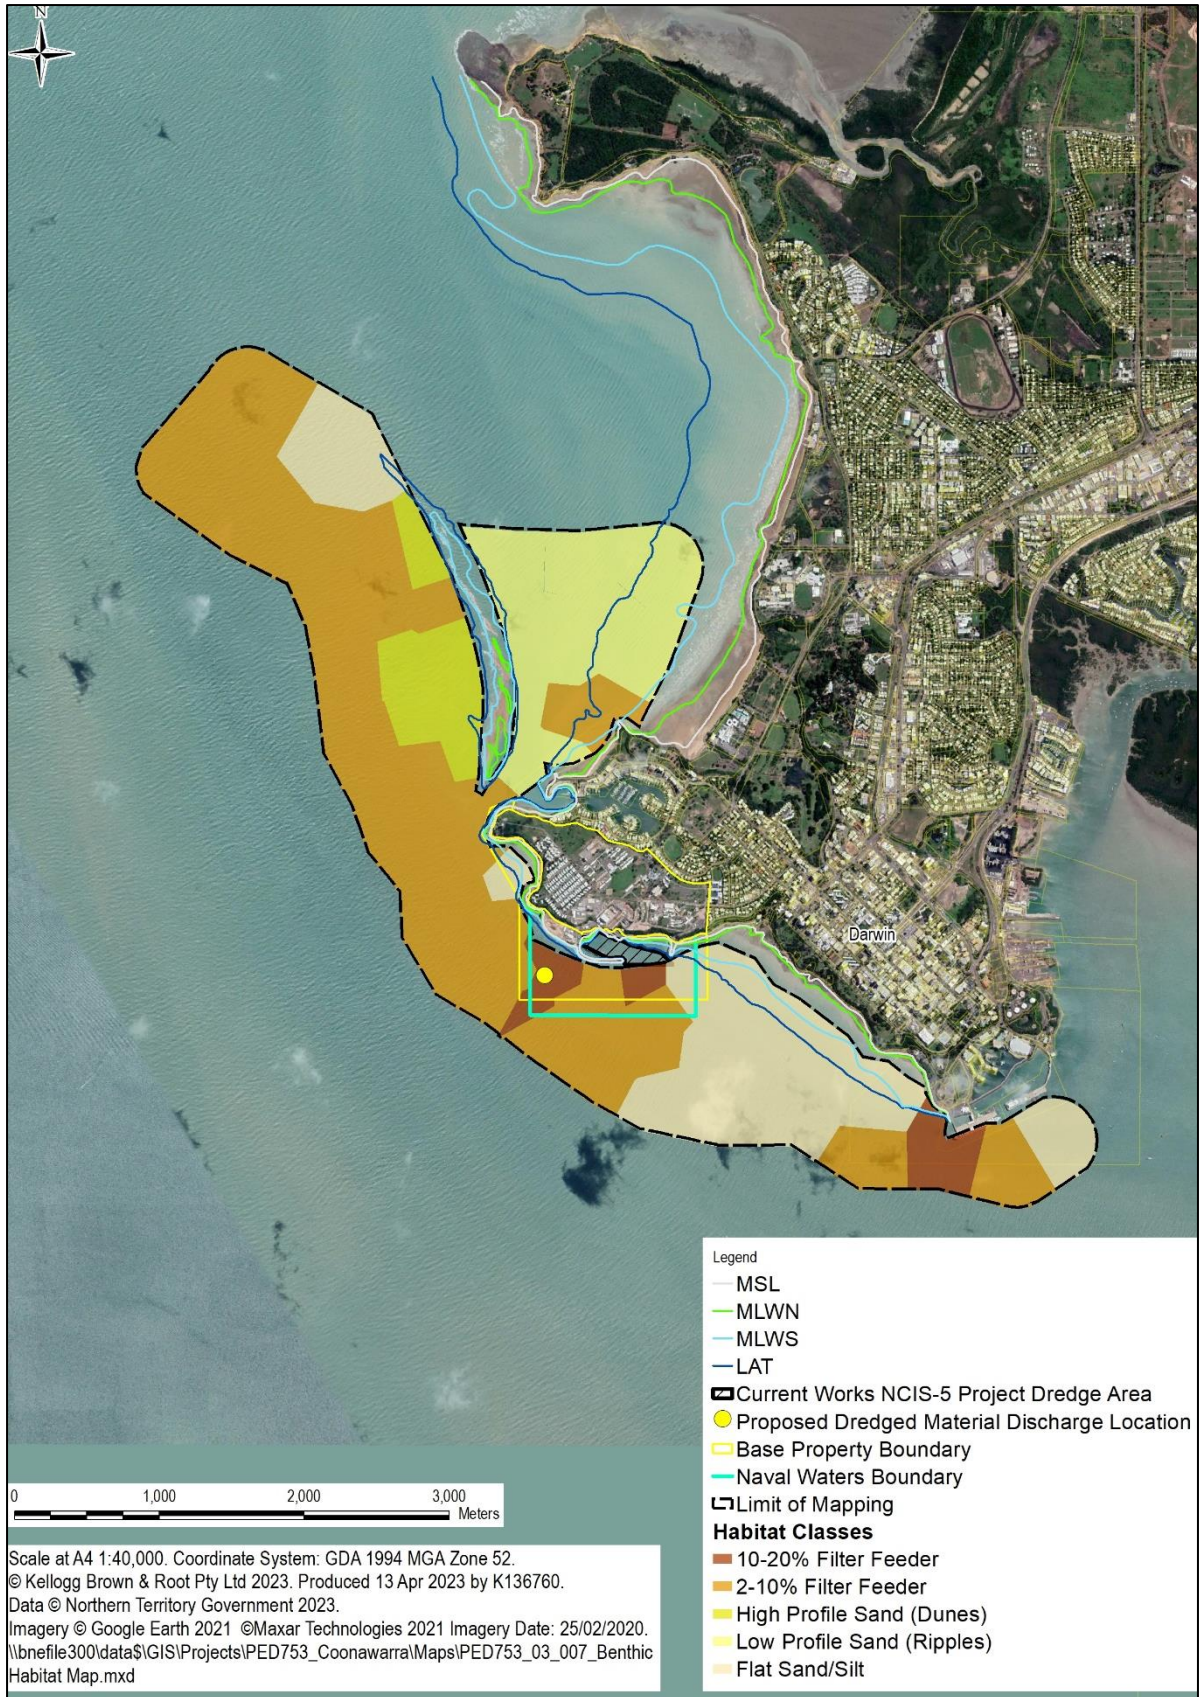 N
Darwin
Legend
MSL
MLWN
MLWS
LAT
Current Works NCIS-5 Project Dredge Area
Proposed Dredged Material Discharge Location
Base Property Boundary
Naval Waters Boundary
Limit of Mapping
Habitat Classes
10-20% Filter Feeder
2-10% Filter Feeder
High Profile Sand (Dunes)
Low Profile Sand (Ripples)
Flat Sand/Silt
0 1,000 2,000 3,000
Meters
Scale at A4 1:40,000. Coordinate System: GDA 1994 MGA Zone 52.
© Kellogg Brown & Root Pty Ltd 2023. Produced 13 Apr 2023 by K136760.
Data © Northern Territory Government 2023.
Imagery © Google Earth 2021 ©Maxar Technologies 2021 Imagery Date: 25/02/2020.
\\bnefile300\data$\GIS\Projects\PED753_Coonawarra\Maps\PED753_03_007_Benthic
Habitat Map.mxd